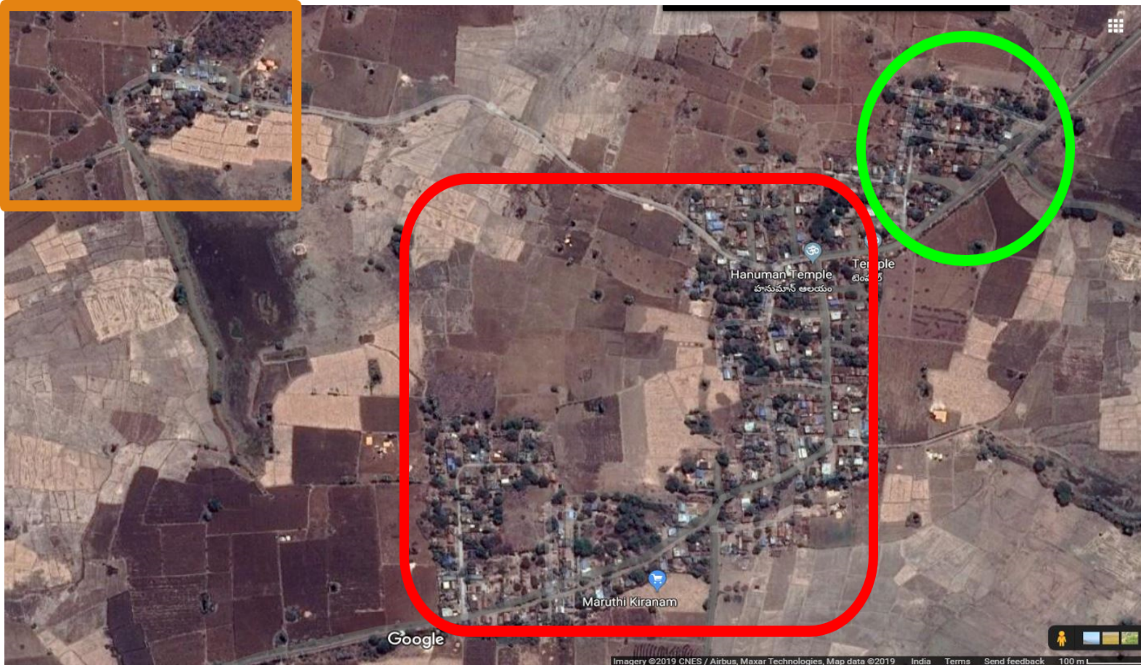 Hanuman Temple
హనుమాన్ ఆలయం
Temple
Maruthi Kiranam
Google
Imagery ©2019 CNES / Airbus, Maxar Technologies, Map data ©2019 India Terms Send feedback 100 m